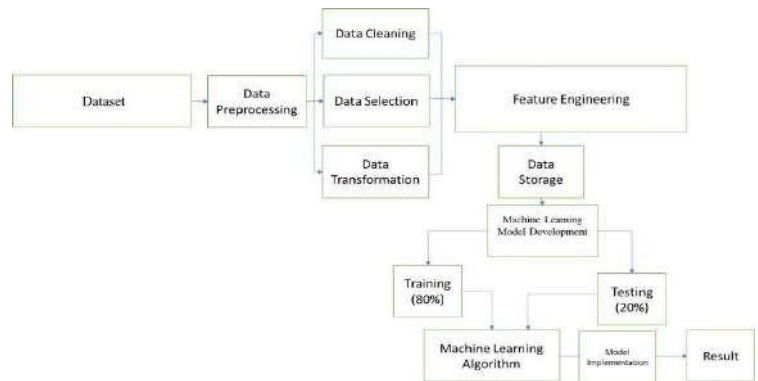 Dataset
Data
Preprocessing
Data Cleaning
Data Selection
Data
Transformation
Feature Engineering
Data
Storage
Machine Learning
Model Development
Training
(80%)
Testing
(20%)
Machine Learning
Algorithm
Model
Implementation
Result